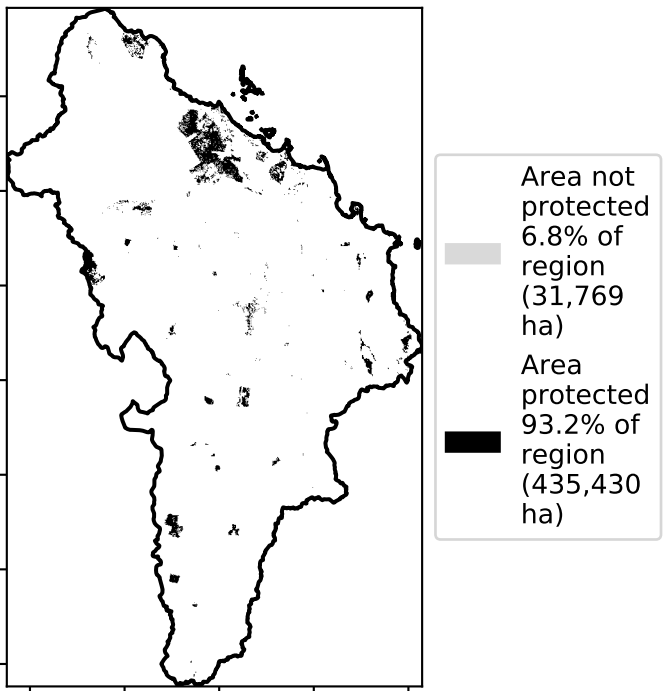 Area not
protected
6.8% of
region
(31,769
ha)
Area
protected
93.2% of
region
(435,430
ha)